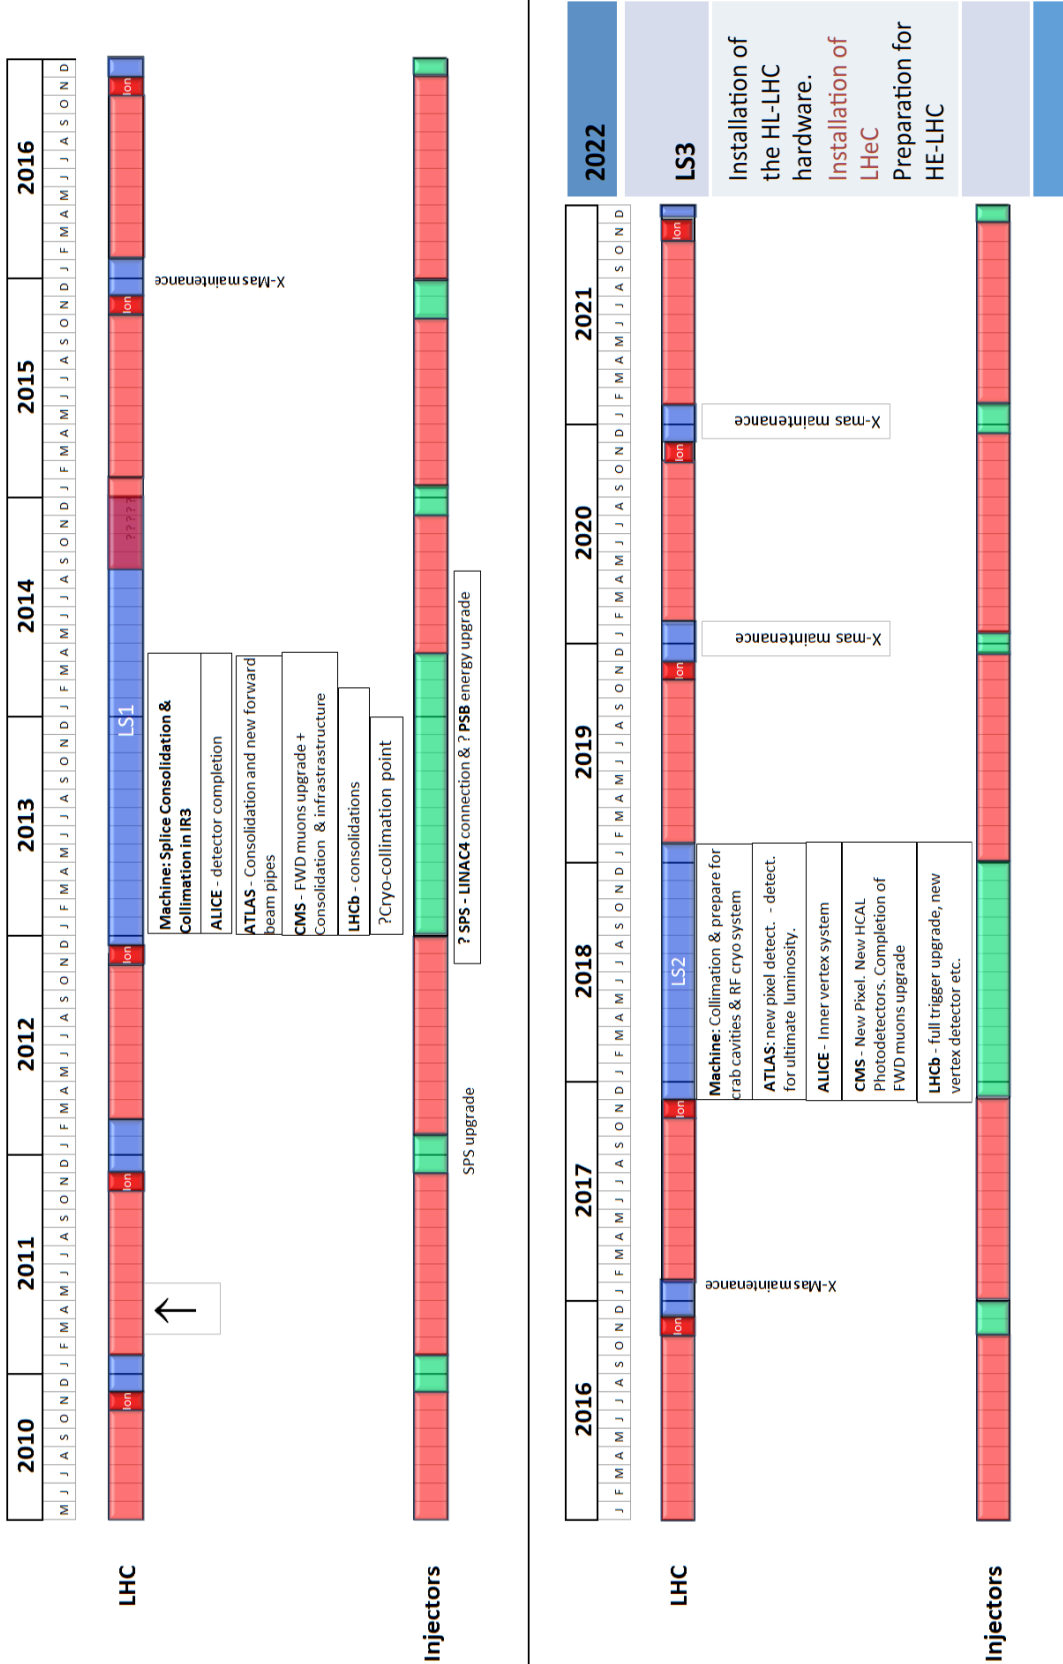 2010 2011 2012 2013 2014 2015 2016
M J J A S O N D J F M A M J J A S O N D J F M A M J J A S O N D J F M A M J J A S O N D J F M A M J J A S O N D J F M A M J J A S O N D J F M A M J J A S O N D
LHC
Ion
Ion
Ion
LS1
?????
Ion
Ion
X-Mas maintenance
Machine: Splice Consolidation &
Collimation in IR3
ALICE - detector completion
ATLAS - Consolidation and new forward
beam pipes
CMS - FWD muons upgrade +
Consolidation & infrastrastructure
LHCb - consolidations
?Cryo-collimation point
Injectors
SPS upgrade
? SPS - LINAC4 connection & ? PSB energy upgrade
2016 2017 2018 2019 2020 2021 2022
J F M A M J J A S O N D J F M A M J J A S O N D J F M A M J J A S O N D J F M A M J J A S O N D J F M A M J J A S O N D J F M A M J J A S O N D
LHC
Ion
Ion
LS2
Ion
Ion
Ion
LS3
X-Mas maintenance
X-mas maintenance
X-mas maintenance
Machine: Collimation & prepare for
crab cavities & RF cryo system
ATLAS: new pixel detect. - detect.
for ultimate luminosity.
ALICE - Inner vertex system
CMS - New Pixel. New HCAL
Photodetectors. Completion of
FWD muons upgrade
LHCb - full trigger upgrade, new
vertex detector etc.
Installation of
the HL-LHC
hardware.
Installation of
LHeC
Preparation for
HE-LHC
Injectors